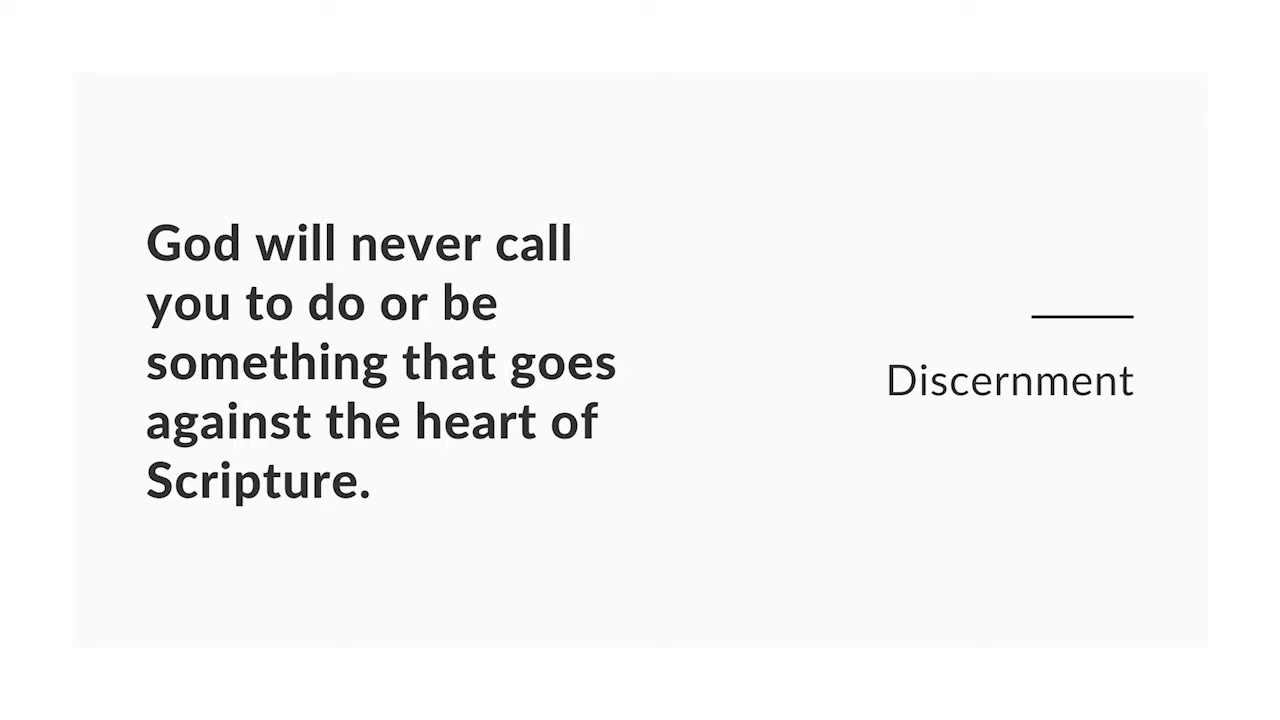 God will never call
you to do or be
something that goes
against the heart of
Scripture.
Discernment